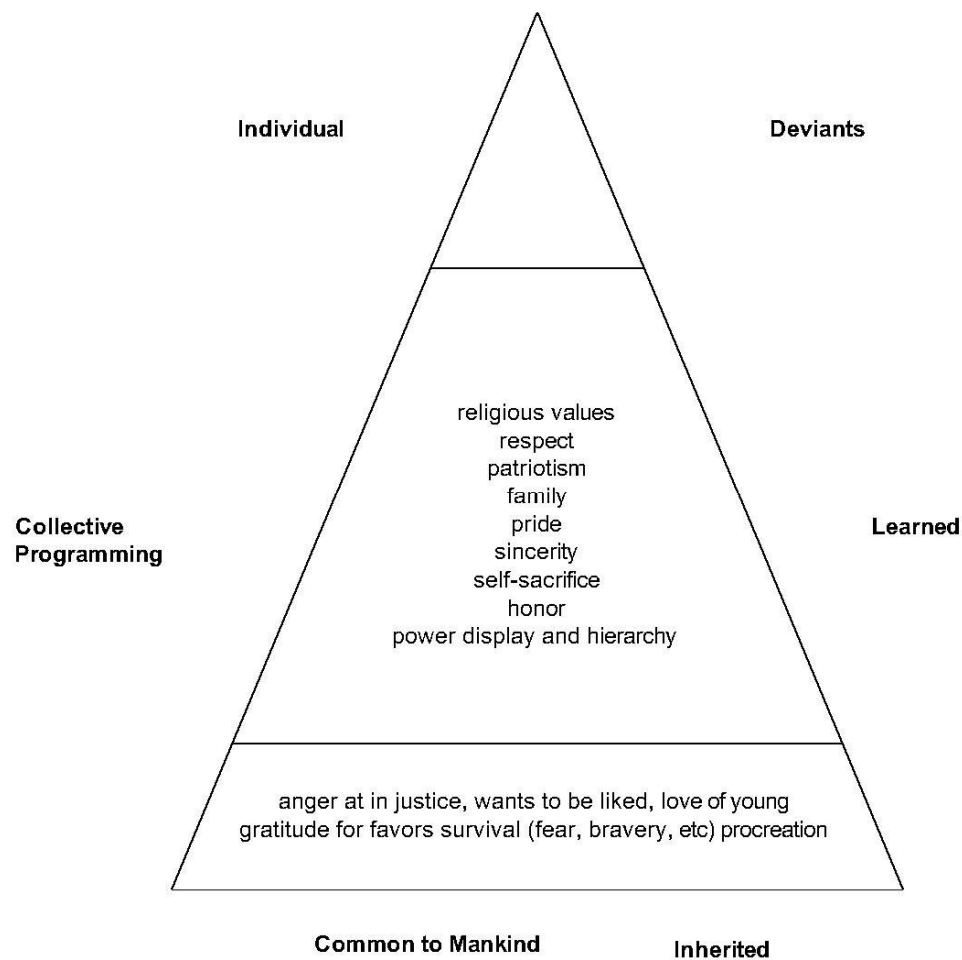 Individual
Deviants
religious values
respect
patriotism
family
pride
sincerity
self-sacrifice
honor
power display and hierarchy
Collective
Programming
Learned
anger at in justice, wants to be liked, love of young
gratitude for favors survival (fear, bravery, etc) procreation
Common to Mankind
Inherited